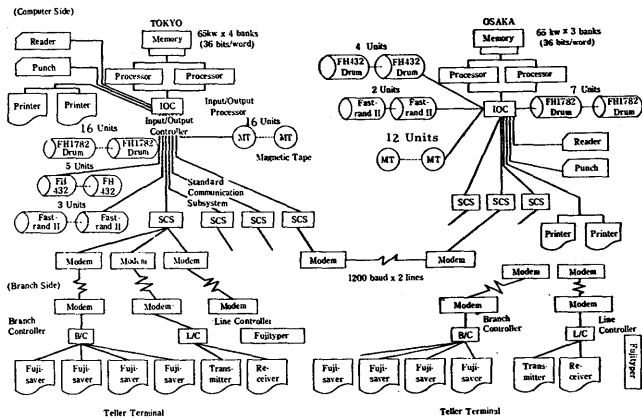 (Computer Side)
TOKYO
65kw x 4 banks
(36 bits/word)
Memory
Reader
Punch
Processor
Processor
Printer
Printer
IOC
Input/Output
Processor
Input/Output
Controller
16 Units
FH1782
Drum
FH1782
Drum
16 Units
MT
MT
Magnetic Tape
5 Units
FH
432
FH
432
3 Units
Fast-
rand II
Fast-
rand II
Standard
Communication
Subsystem
SCS
SCS
SCS
SCS
OSAKA
65 kw x 3 banks
(36 bits/word)
Memory
4 Units
FH432
Drum
FH432
Drum
Processor
Processor
2 Units
Fast-
rand II
Fast-
rand II
IOC
7 Units
FH1782
Drum
FH1782
Drum
12 Units
MT
MT
Reader
Punch
SCS
SCS
SCS
Printer
Printer
Modem
Modem
Modem
Modem
Modem
1200 baud x 2 lines
Modem
Modem
(Branch Side)
Modem
Modem
Modem
Modem
Modem
Branch
Controller
B/C
L/C
Line Controller
Fujityper
Branch
Controller
B/C
Line
Controller
L/C
Fujityper
Fuji-
saver
Fuji-
saver
Fuji-
saver
Fuji-
saver
Trans-
mitter
Re-
ceiver
Fuji-
saver
Fuji-
saver
Fuji-
saver
Fuji-
saver
Trans-
mitter
Re-
ceiver
Teller Terminal
Teller Terminal